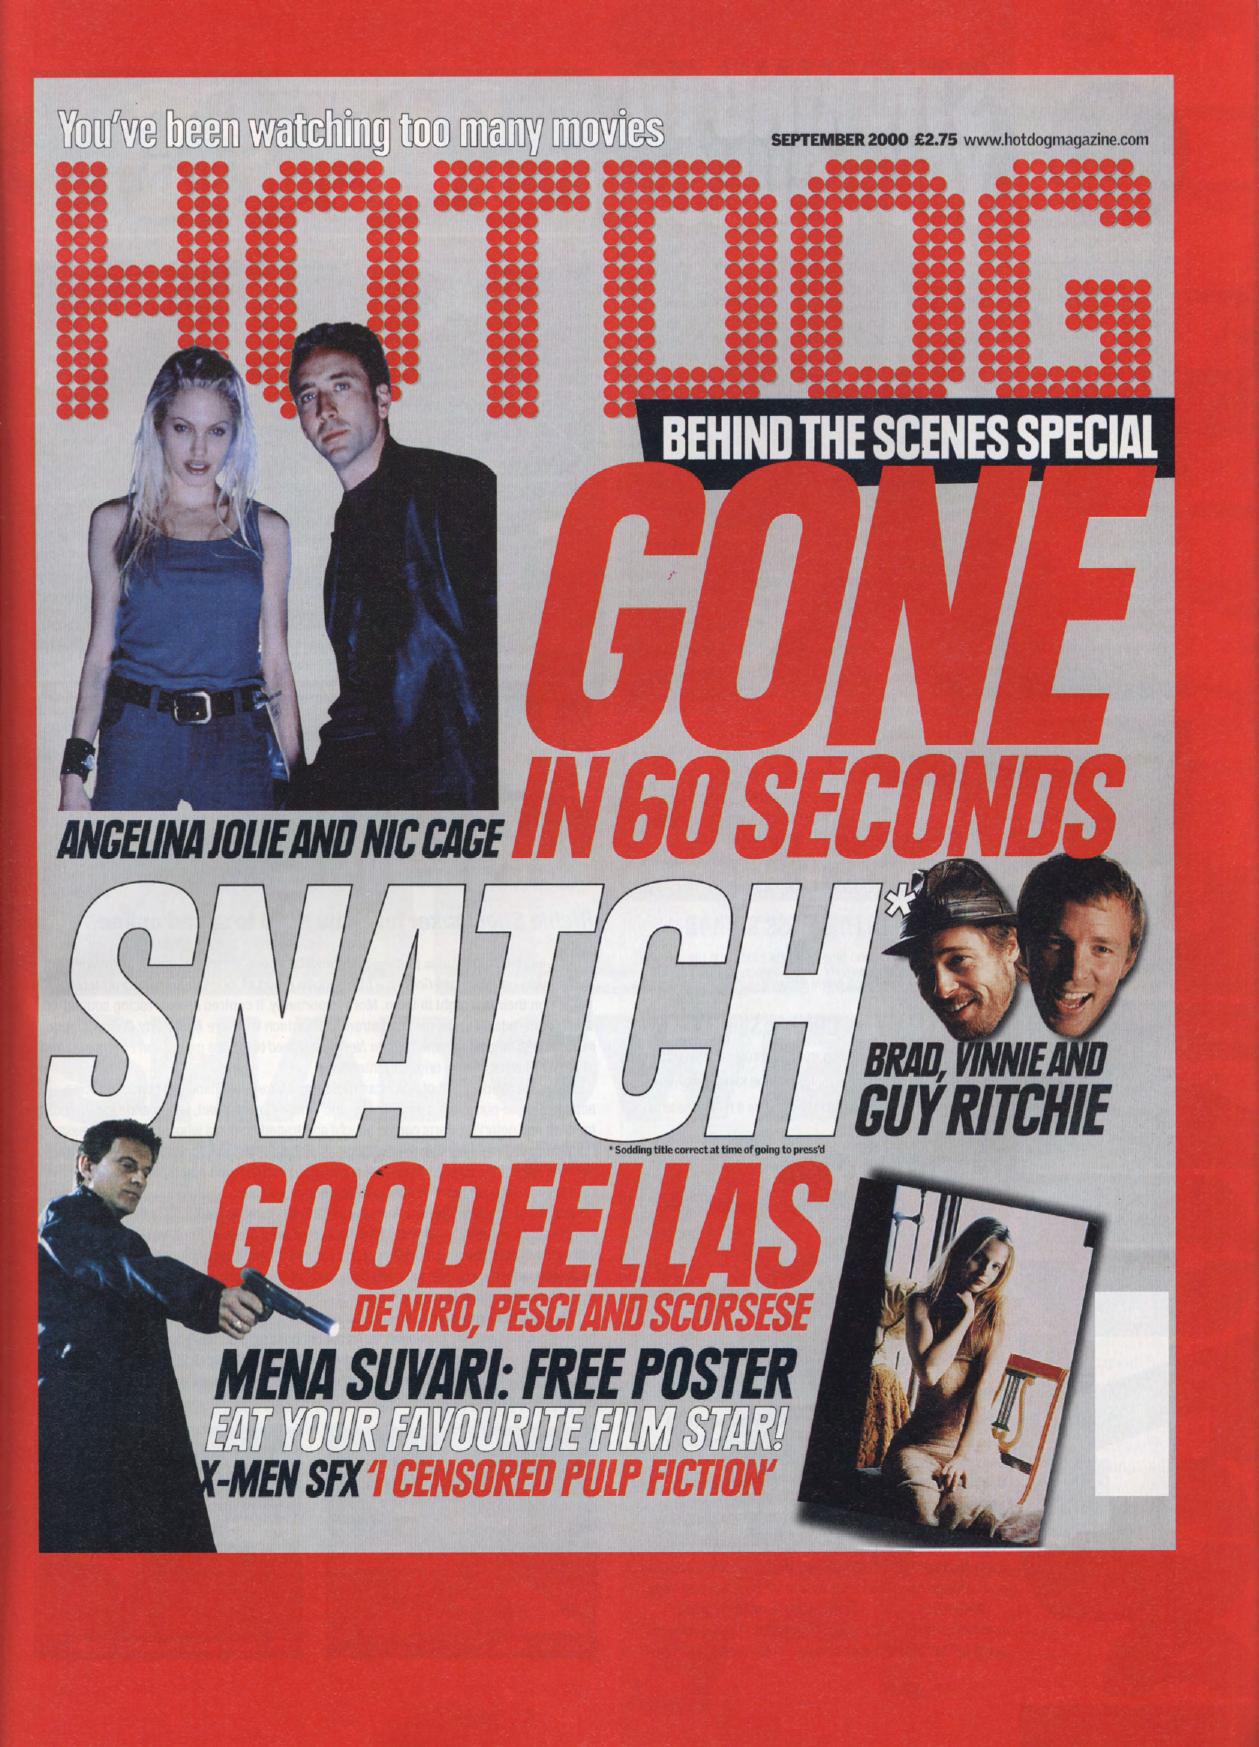 You've been watching too many movies
SEPTEMBER 2000 £2.75 www.hotdogmagazine.com
HOTDOG
BEHIND THE SCENES SPECIAL
GONE
IN 60 SECONDS
ANGELINA JOLIE AND NIC CAGE
SNATCH*
BRAD, VINNIE AND
GUY RITCHIE
* Sodding title correct at time of going to press'd
GOODFELLAS
DE NIRO, PESCI AND SCORSESE
MENA SUVARI: FREE POSTER
EAT YOUR FAVOURITE FILM STAR!
X-MEN SFX 'I CENSORED PULP FICTION'